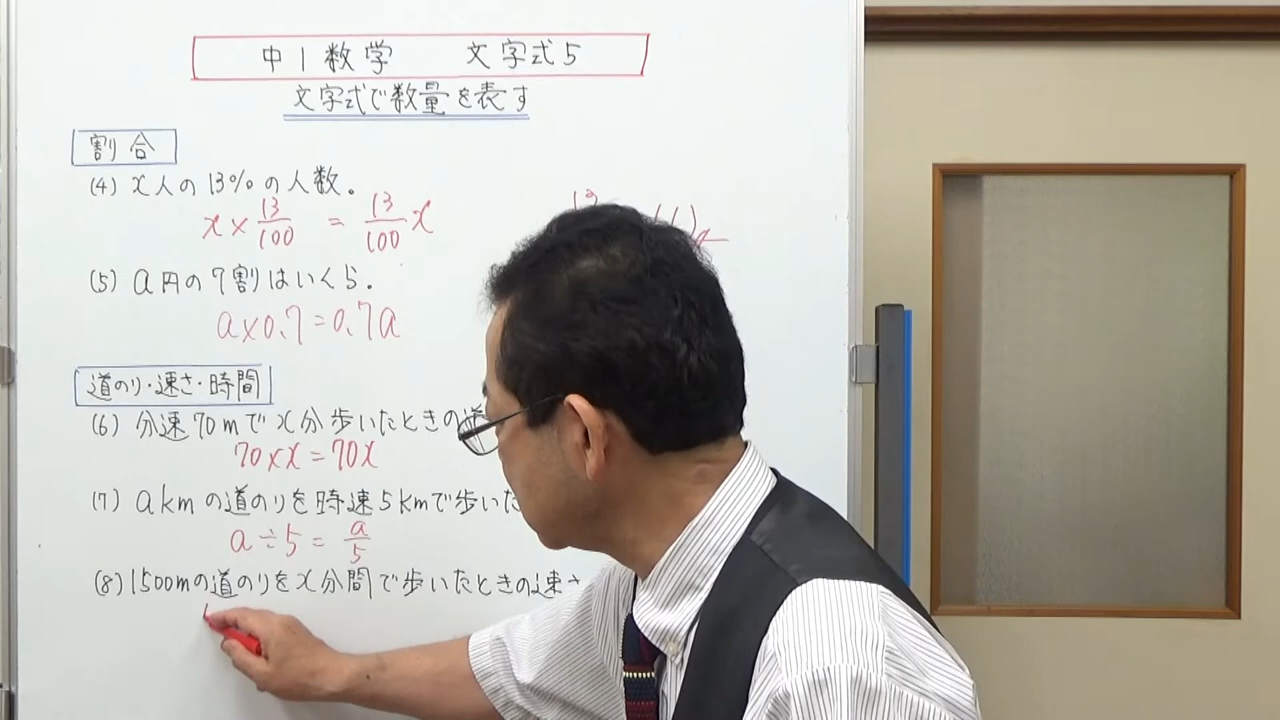 中1数学 文字式5
文字式で数量を表す
割合
(4) x人の13%の人数。
x × 13/100 = 13/100 x
(5) a円の7割はいくら。
a×0.7=0.7a
道のり・速さ・時間
(6) 分速70mでx分歩いたときの道
70×x=70x
(7) akmの道のりを時速5kmで歩いた
a÷5= a/5
(8) 1500mの道のりをx分間で歩いたときの速さ